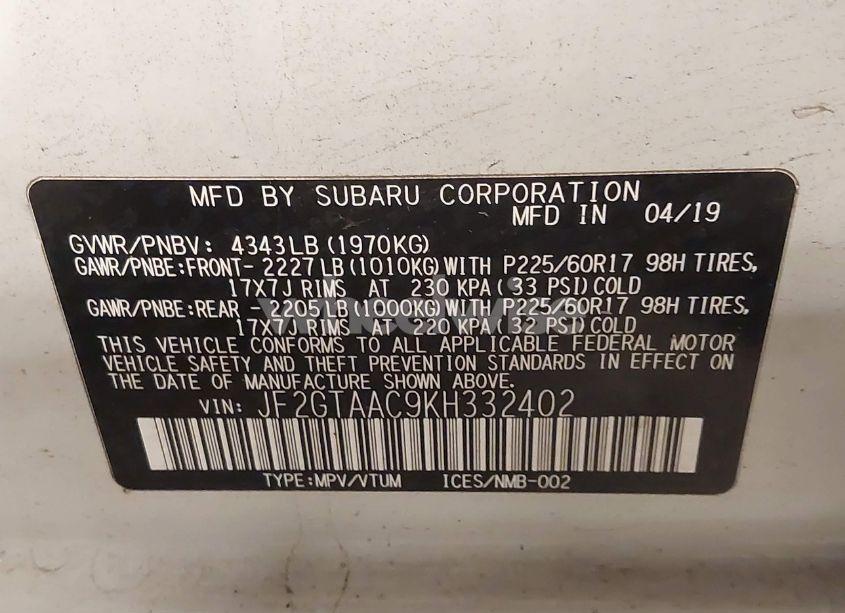 MFD BY SUBARU CORPORATION
MFD IN 04/19
GVWR/PNBV: 4343LB(1970KG)
GAWR/PNBE:FRONT- 2227LB(1010KG)WITH P225/60R17 98H TIRES,
17X7J RIMS AT 230 KPA(33 PSI)COLD
GAWR/PNBE:REAR - 2205LB(1000KG)WITH P225/60R17 98H TIRES,
17X7J RIMS AT 220 KPA(32 PSI)COLD
THIS VEHICLE CONFORMS TO ALL APPLICABLE FEDERAL MOTOR
VEHICLE SAFETY AND THEFT PREVENTION STANDARDS IN EFFECT ON
THE DATE OF MANUFACTURE SHOWN ABOVE.
VIN: JF2GTAAC9KH332402
TYPE:MPV/VTUM ICES/NMB-002